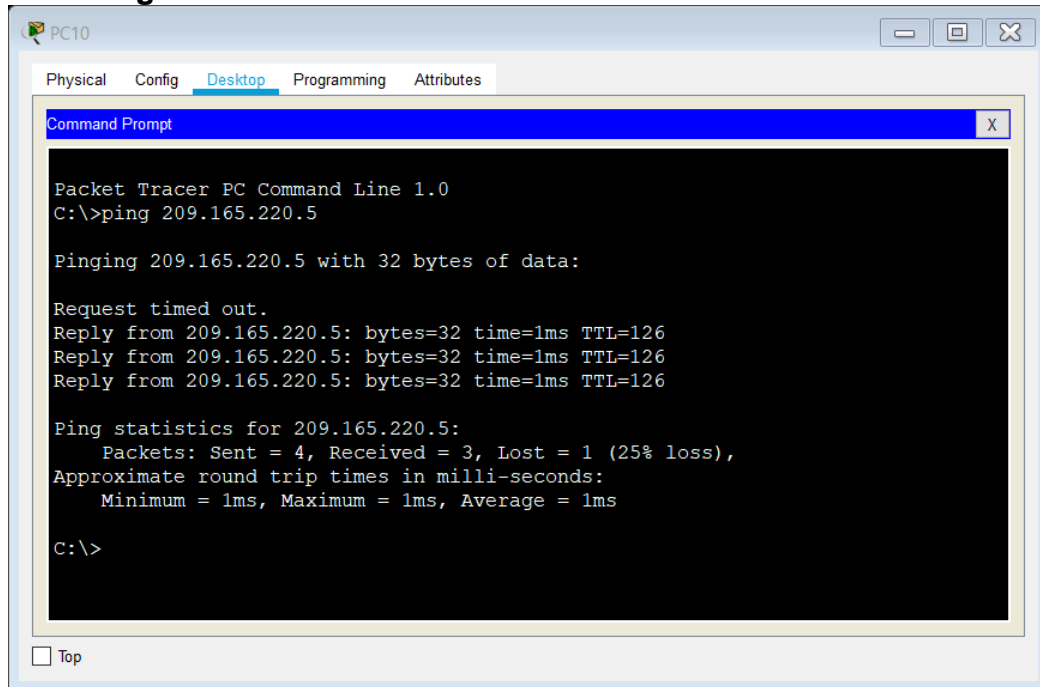 PC10
Physical Config Desktop Programming Attributes
Command Prompt
X
Packet Tracer PC Command Line 1.0
C:\>ping 209.165.220.5
Pinging 209.165.220.5 with 32 bytes of data:
Request timed out.
Reply from 209.165.220.5: bytes=32 time=1ms TTL=126
Reply from 209.165.220.5: bytes=32 time=1ms TTL=126
Reply from 209.165.220.5: bytes=32 time=1ms TTL=126
Ping statistics for 209.165.220.5:
Packets: Sent = 4, Received = 3, Lost = 1 (25% loss),
Approximate round trip times in milli-seconds:
Minimum = 1ms, Maximum = 1ms, Average = 1ms
C:\>
Top